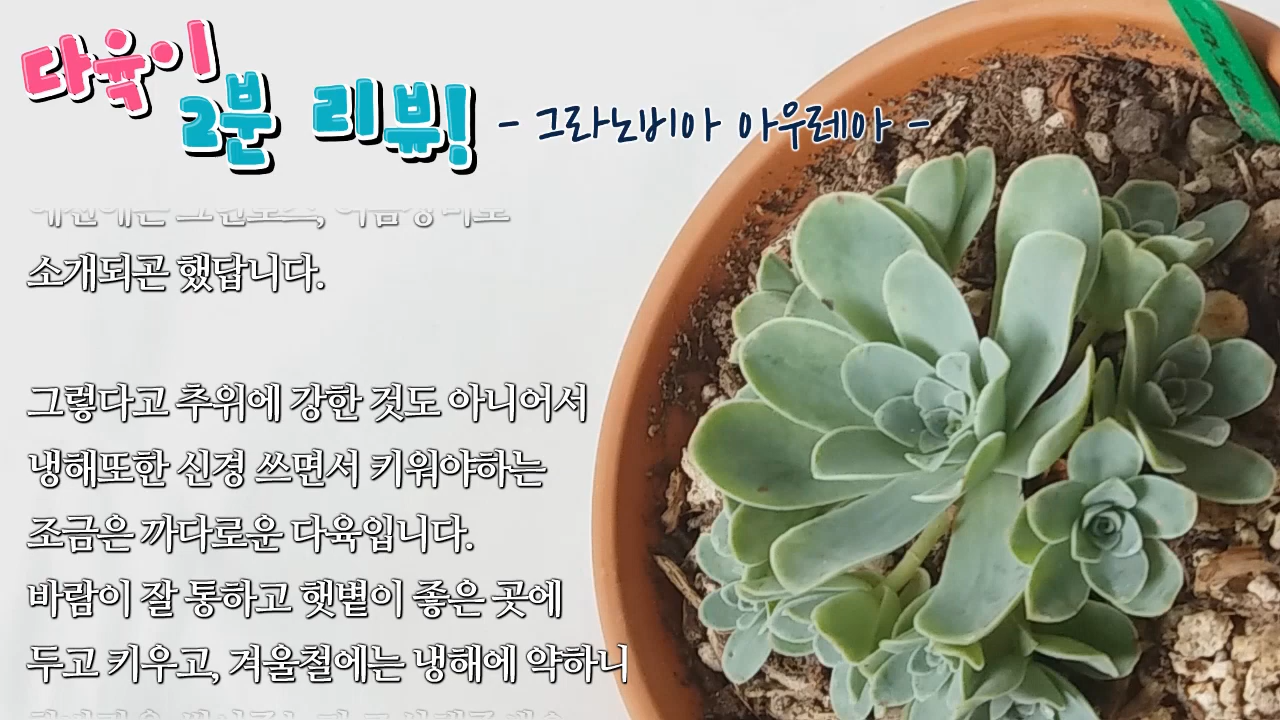 다육이
2분 리뷰!
- 그라노비아 아우레아 -
소개되곤 했답니다.
그렇다고 추위에 강한 것도 아니어서
냉해또한 신경 쓰면서 키워야하는
조금은 까다로운 다육입니다.
바람이 잘 통하고 햇볕이 좋은 곳에
두고 키우고, 겨울철에는 냉해에 약하니